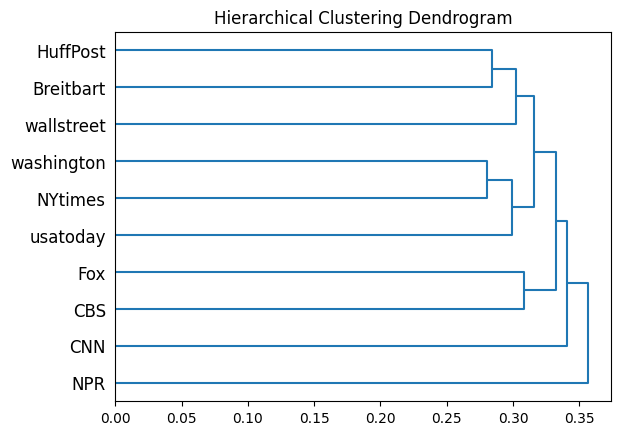 Hierarchical Clustering Dendrogram
HuffPost
Breitbart
wallstreet
washington
NYtimes
usatoday
Fox
CBS
CNN
NPR
0.00 0.05 0.10 0.15 0.20 0.25 0.30 0.35